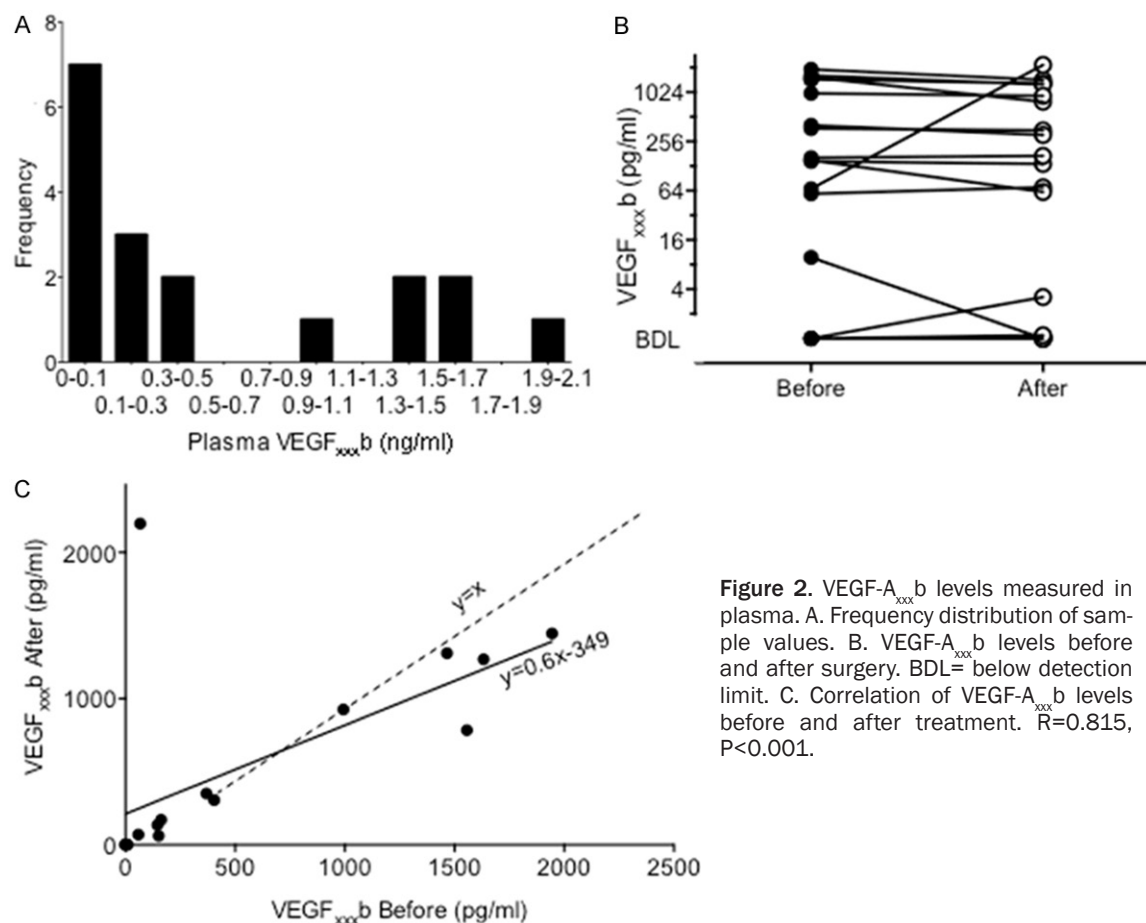 A
8
6
4
2
0
Frequency
0-0.1 0.3-0.5 0.7-0.9 1.1-1.3 1.5-1.7 1.9-2.1
0.1-0.3 0.5-0.7 0.9-1.1 1.3-1.5 1.7-1.9
Plasma VEGFxxxb (ng/ml)
B
1024
256
64
16
4
BDL
VEGFxxxb (pg/ml)
Before After
C
2000
1000
0
VEGFxxxb After (pg/ml)
y=x
y=0.6x-349
0 500 1000 1500 2000 2500
VEGFxxxb Before (pg/ml)
Figure 2. VEGF-Axxxb levels measured in
plasma. A. Frequency distribution of sam-
ple values. B. VEGF-Axxxb levels before
and after surgery. BDL= below detection
limit. C. Correlation of VEGF-Axxxb levels
before and after treatment. R=0.815,
P<0.001.